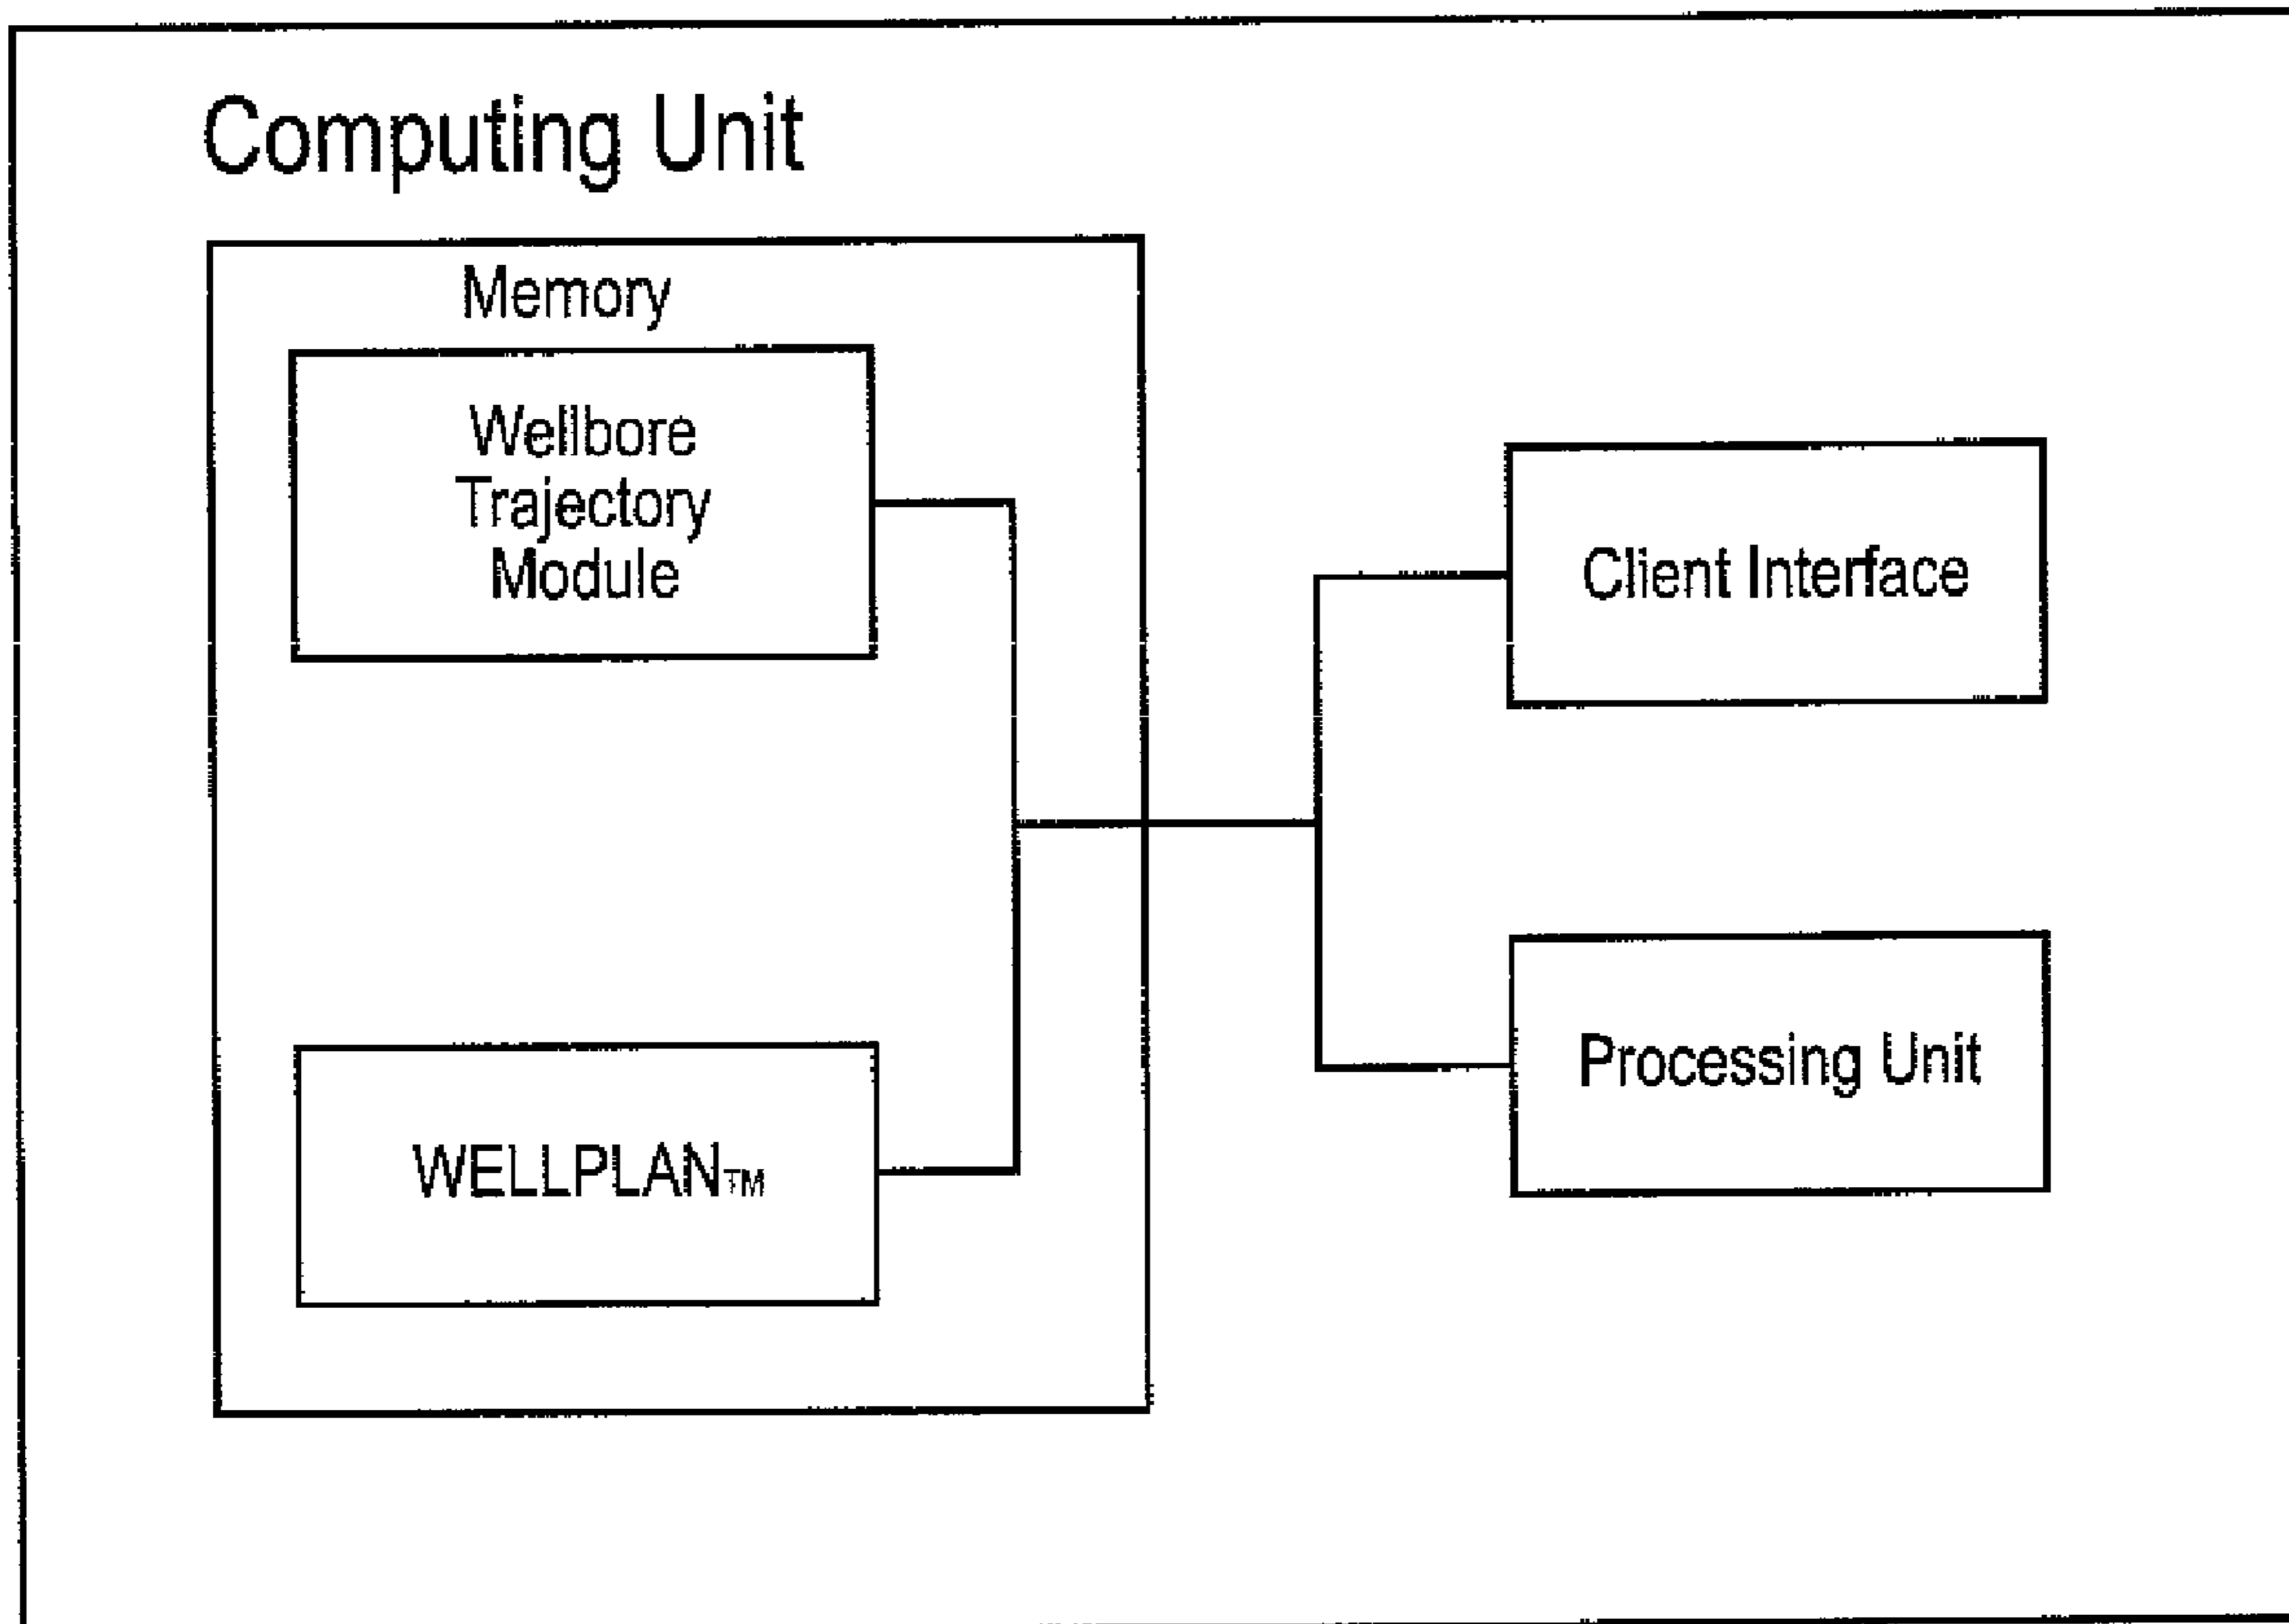 Computing Unit
Memory
Wellbore
Trajectory
Module
Client Interface
Processing Unit
WELLPLAN™